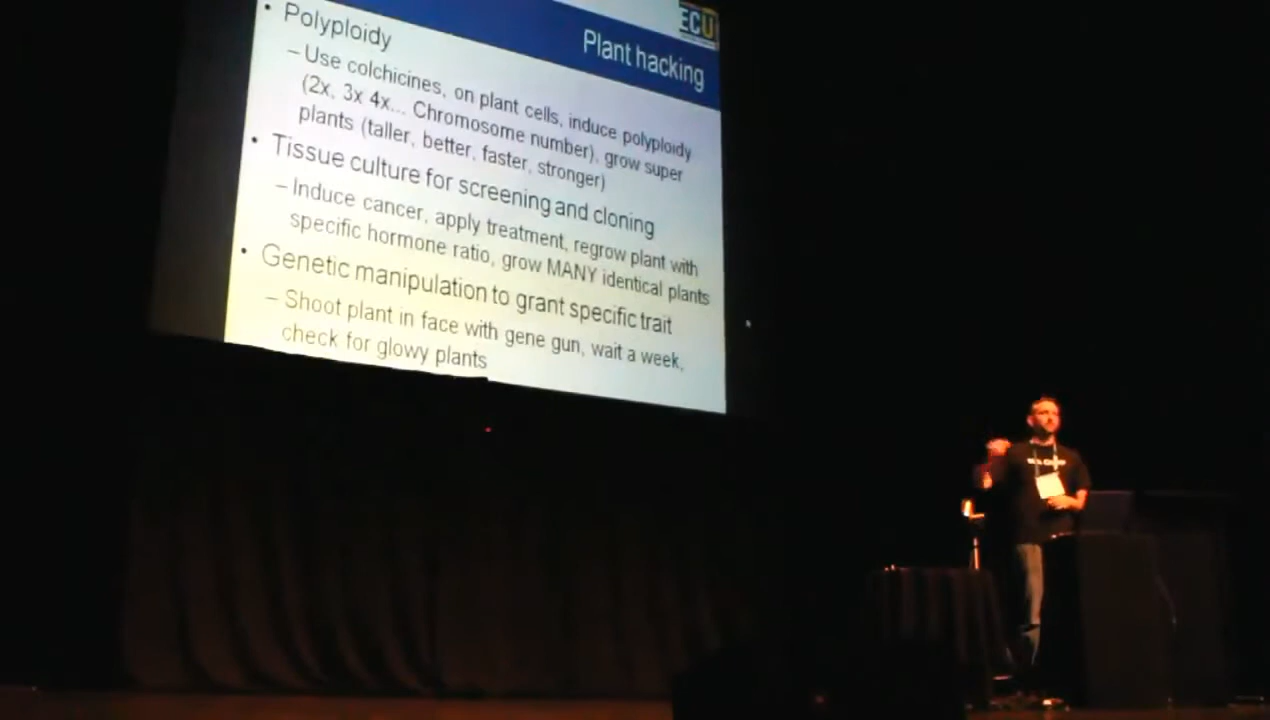 ECU
Plant hacking
• Polyploidy
– Use colchicines, on plant cells, induce polyploidy
(2x, 3x 4x... Chromosome number), grow super
plants (taller, better, faster, stronger)
• Tissue culture for screening and cloning
– Induce cancer, apply treatment, regrow plant with
specific hormone ratio, grow MANY identical plants
• Genetic manipulation to grant specific trait
– Shoot plant in face with gene gun, wait a week,
check for glowy plants